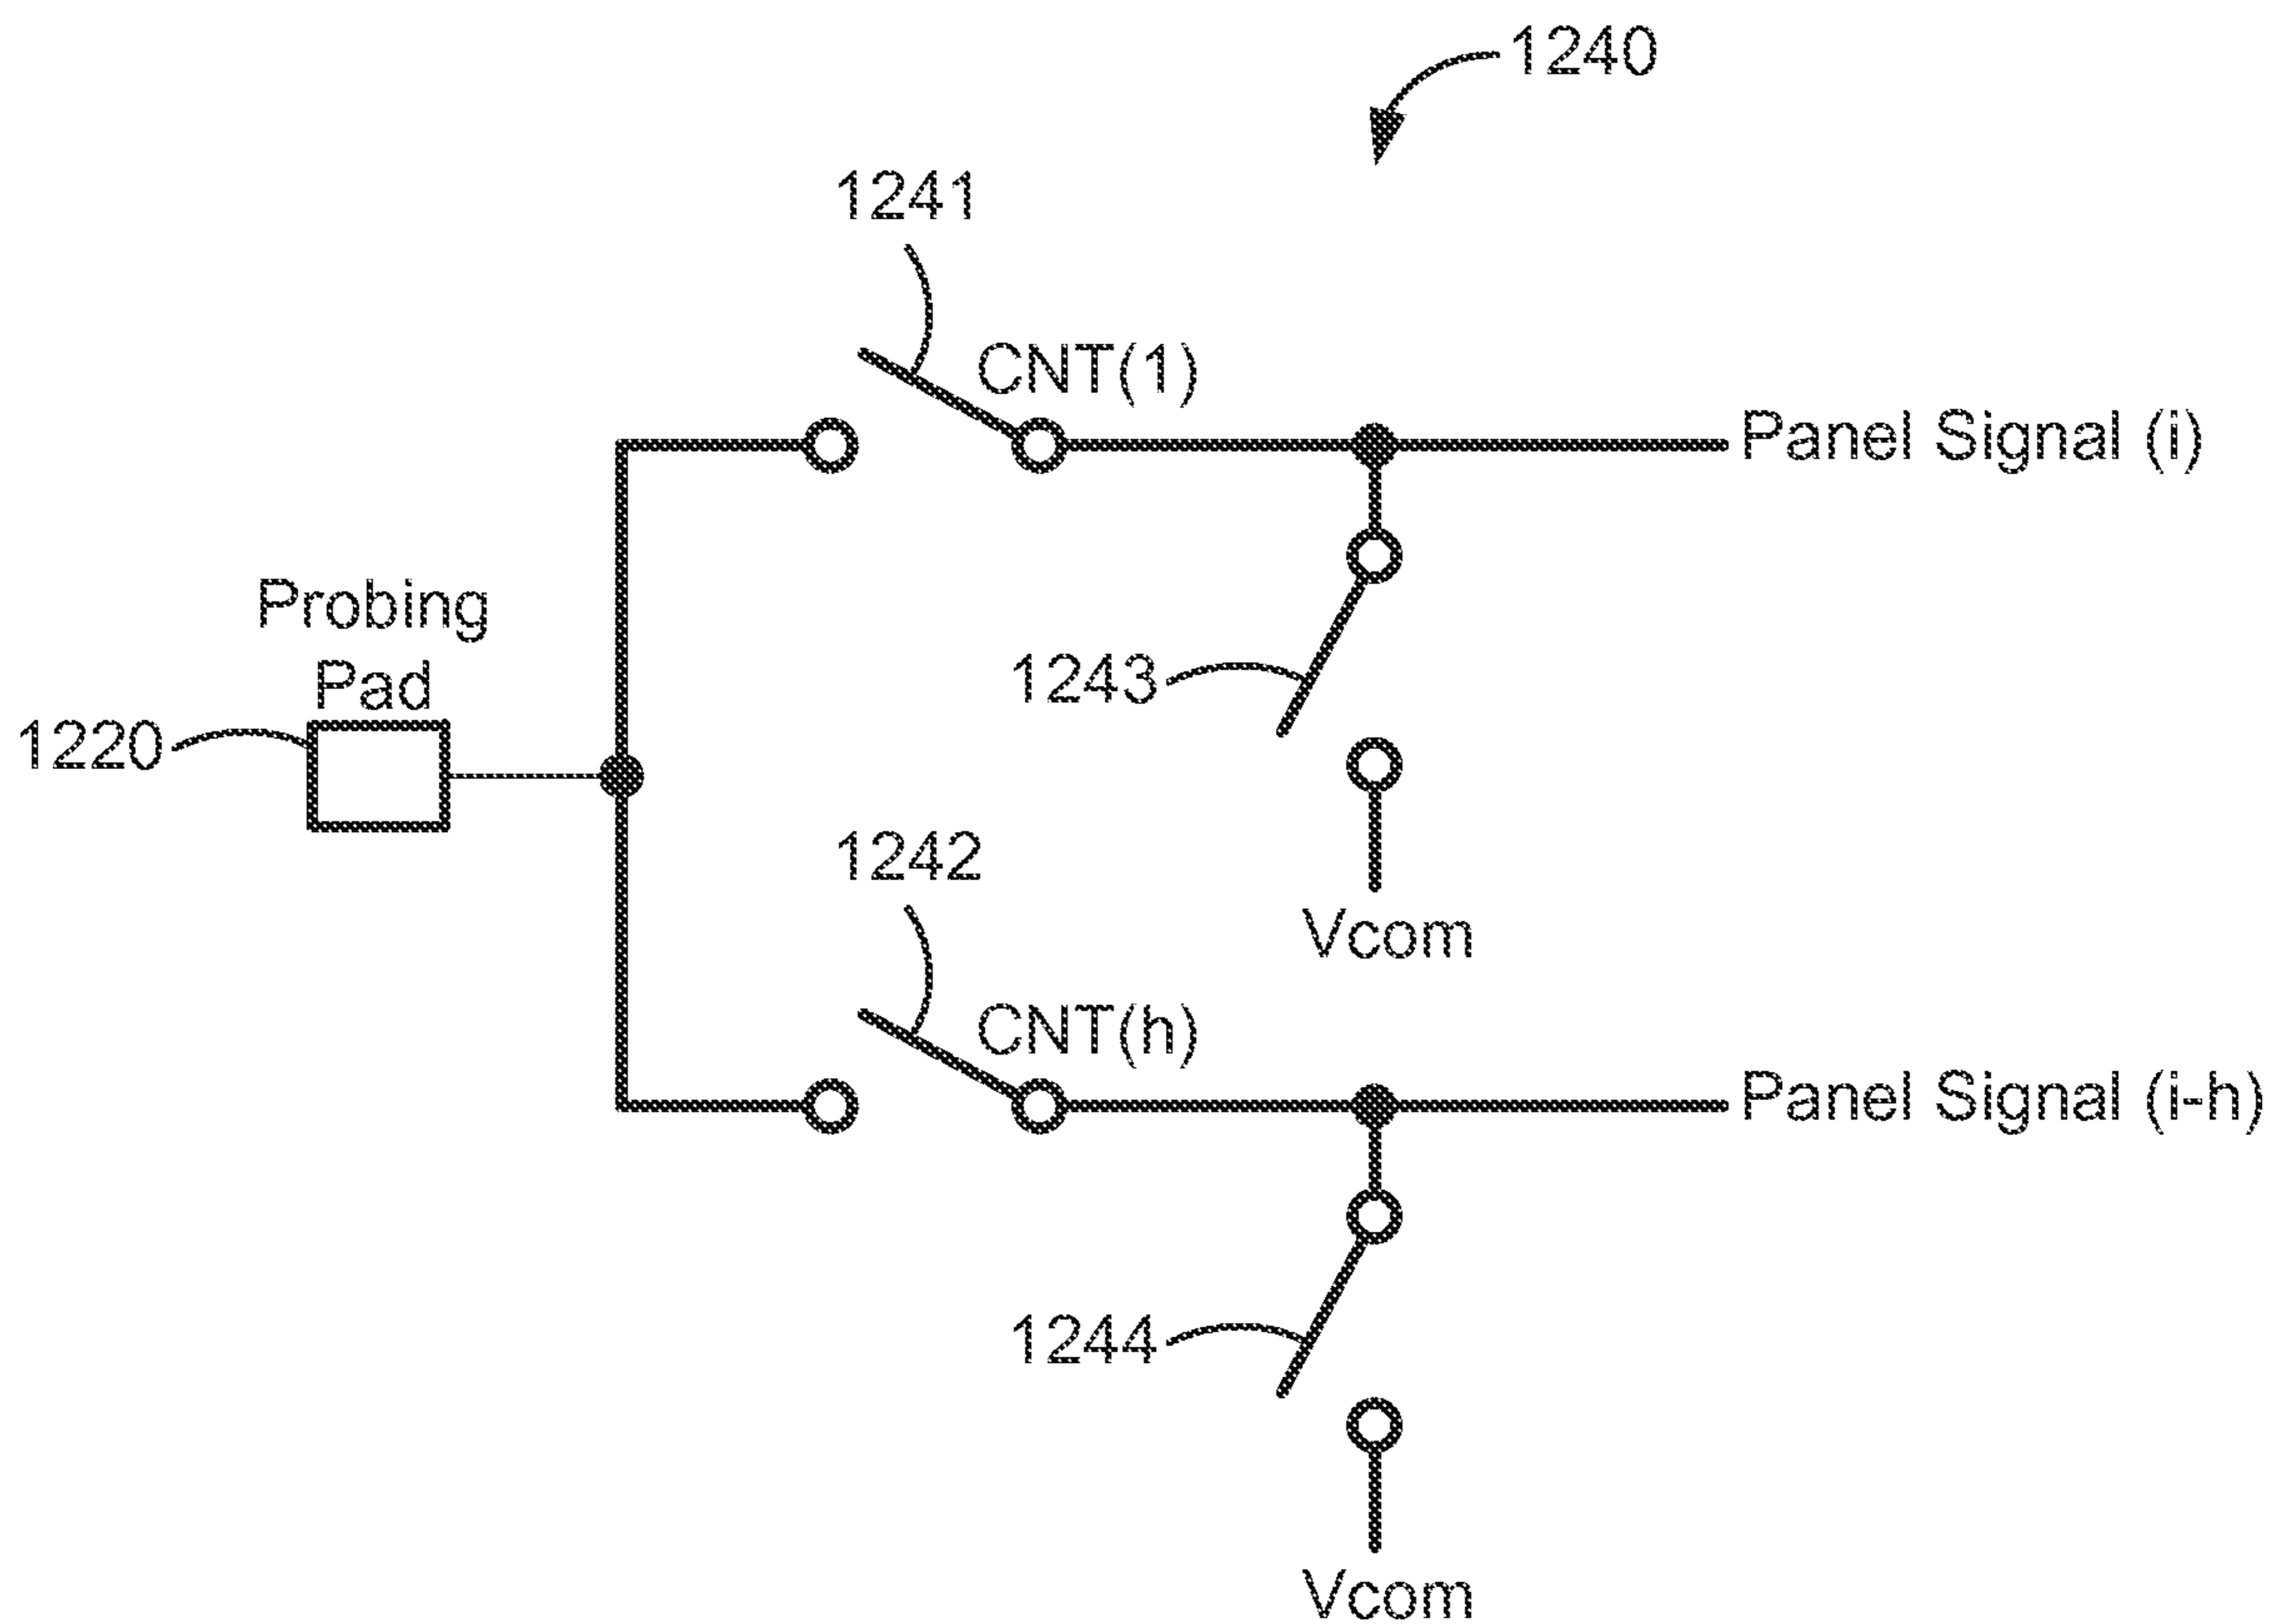 1240
1241
CNT(1)
Panel Signal (i)
Probing
Pad
1243
1220
1242
Vcom
CNT(h)
Panel Signal (i-h)
1244
Vcom